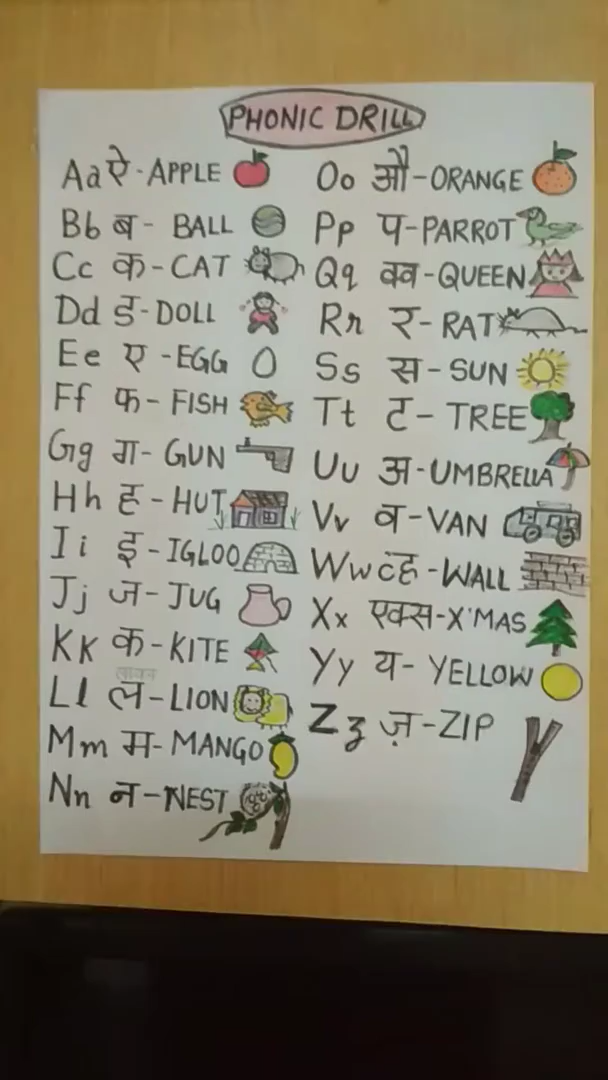 PHONIC DRILL
Aa ऐ - APPLE
Bb ब - BALL
Cc क - CAT
Dd ड - DOLL
Ee ए - EGG
Ff फ - FISH
Gg ग - GUN
Hh ह - HUT
Ii इ - IGLOO
Jj ज - JUG
Kk क - KITE
Ll ल - LION
Mm म - MANGO
Nn न - NEST
Oo औ - ORANGE
Pp प - PARROT
Qq क्व - QUEEN
Rr र - RAT
Ss स - SUN
Tt ट - TREE
Uu अ - UMBRELLA
Vv व - VAN
Ww व्ह - WALL
Xx एक्स - X'MAS
Yy य - YELLOW
Zz ज़ - ZIP